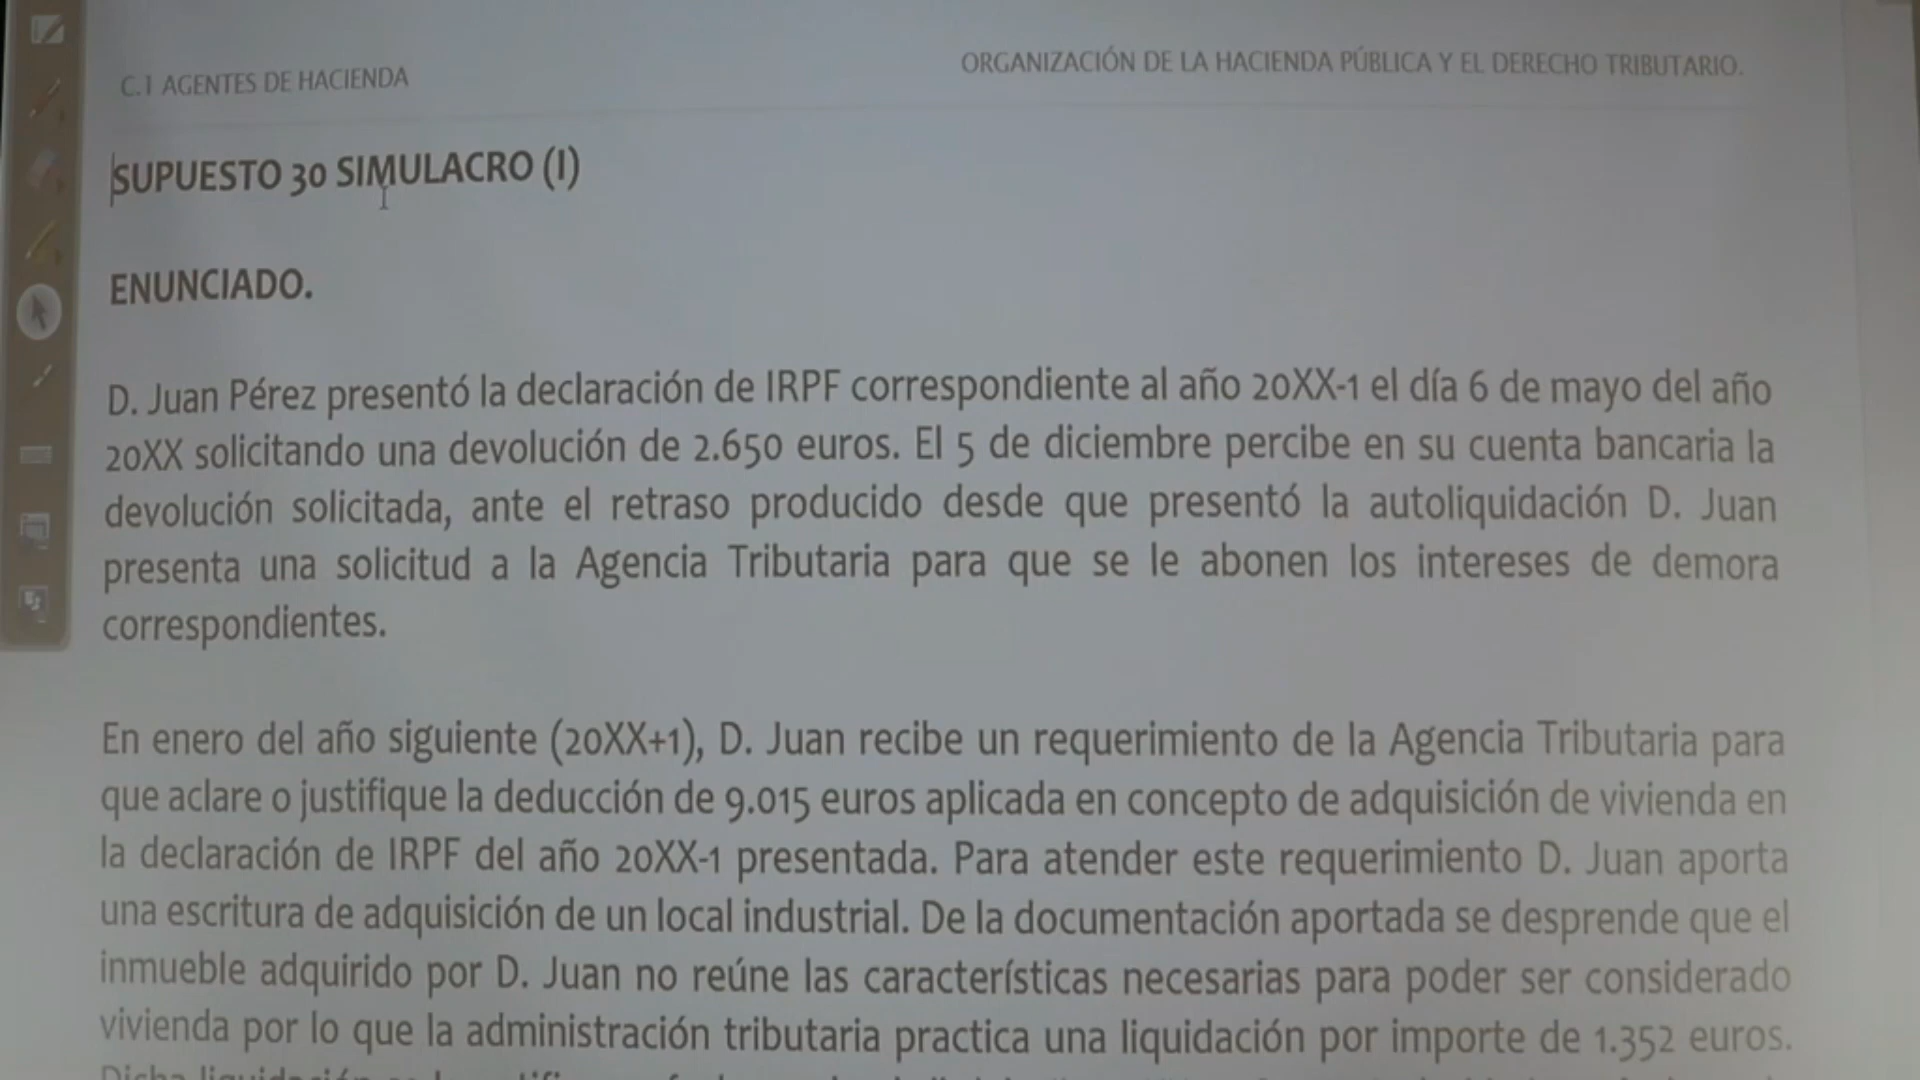 C.1 AGENTES DE HACIENDA
ORGANIZACIÓN DE LA HACIENDA PÚBLICA Y EL DERECHO TRIBUTARIO.
SUPUESTO 30 SIMULACRO (I)
ENUNCIADO.
D. Juan Pérez presentó la declaración de IRPF correspondiente al año 20XX-1 el día 6 de mayo del año
20XX solicitando una devolución de 2.650 euros. El 5 de diciembre percibe en su cuenta bancaria la
devolución solicitada, ante el retraso producido desde que presentó la autoliquidación D. Juan
presenta una solicitud a la Agencia Tributaria para que se le abonen los intereses de demora
correspondientes.
En enero del año siguiente (20XX+1), D. Juan recibe un requerimiento de la Agencia Tributaria para
que aclare o justifique la deducción de 9.015 euros aplicada en concepto de adquisición de vivienda en
la declaración de IRPF del año 20XX-1 presentada. Para atender este requerimiento D. Juan aporta
una escritura de adquisición de un local industrial. De la documentación aportada se desprende que el
inmueble adquirido por D. Juan no reúne las características necesarias para poder ser considerado
vivienda por lo que la administración tributaria practica una liquidación por importe de 1.352 euros.